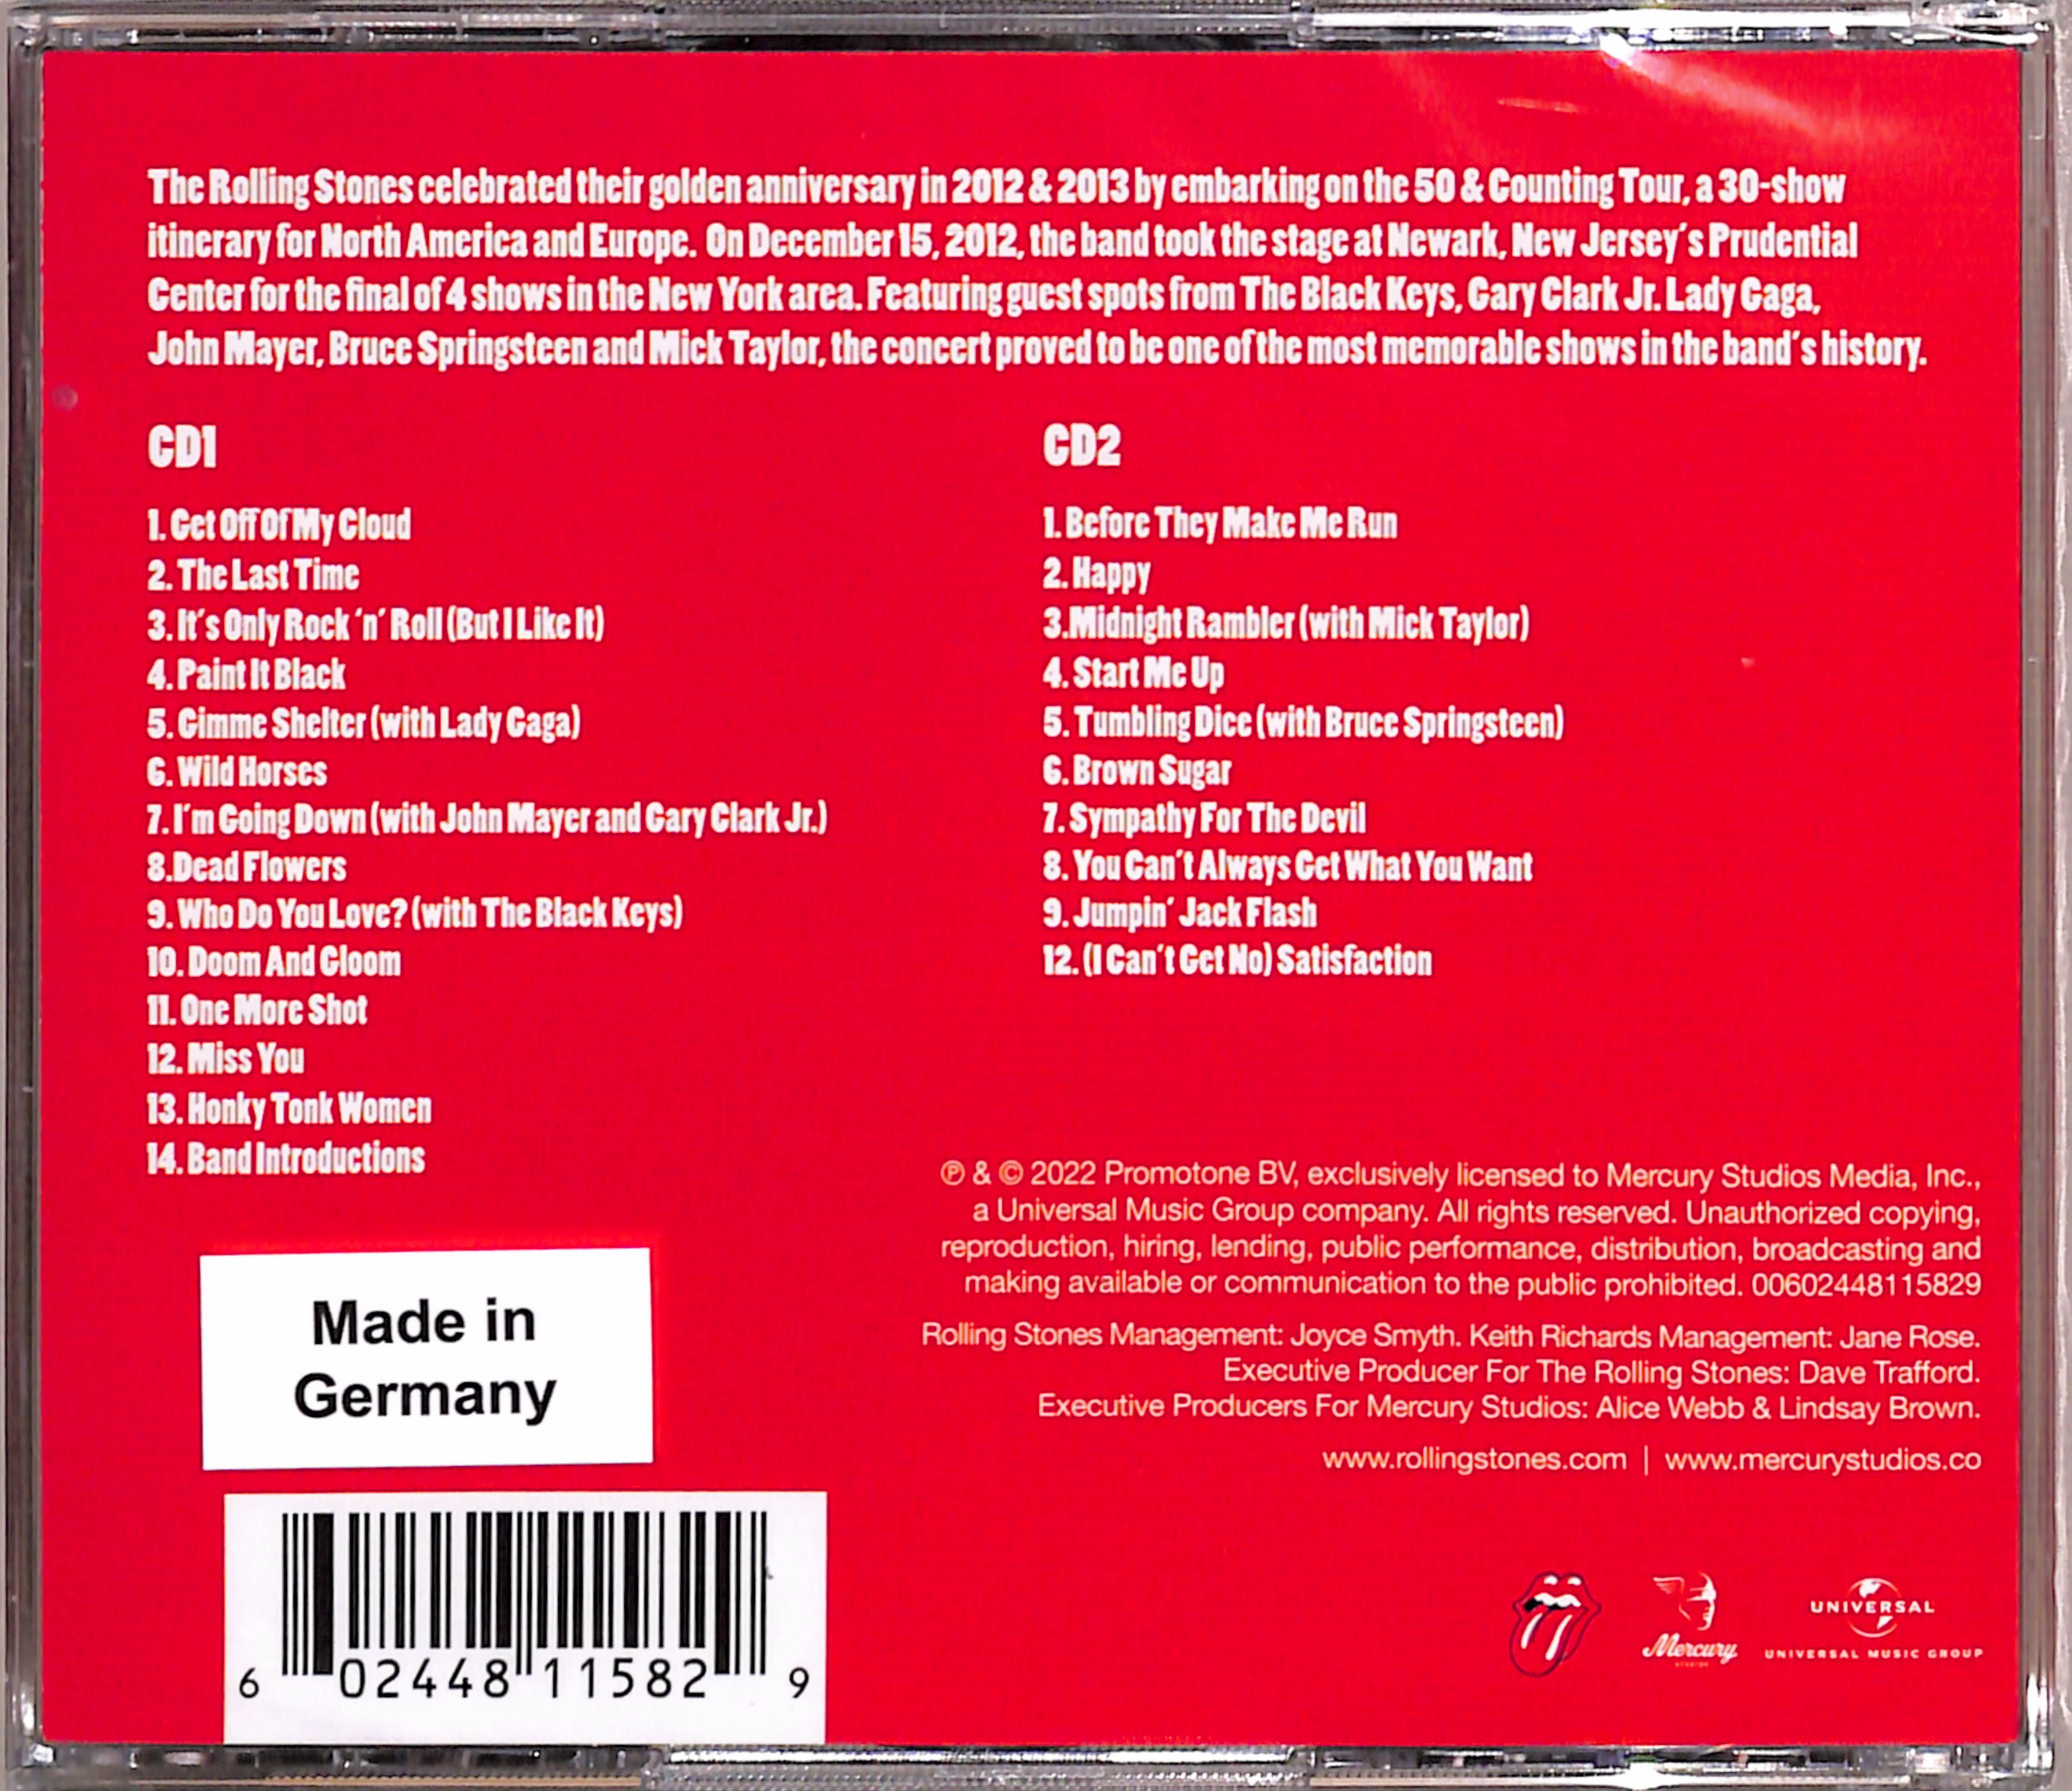 The Rolling Stones celebrated their golden anniversary in 2012 & 2013 by embarking on the 50 & Counting Tour, a 30-show
itinerary for North America and Europe. On December 15, 2012, the band took the stage at Newark, New Jersey's Prudential
Center for the final of 4 shows in the New York area. Featuring guest spots from The Black Keys, Gary Clark Jr. Lady Gaga,
John Mayer, Bruce Springsteen and Mick Taylor, the concert proved to be one of the most memorable shows in the band's history.
CD1
1. Get Off Of My Cloud
2. The Last Time
3. It's Only Rock 'n' Roll (But I Like It)
4. Paint It Black
5. Gimme Shelter (with Lady Gaga)
6. Wild Horses
7. I'm Going Down (with John Mayer and Gary Clark Jr.)
8.Dead Flowers
9. Who Do You Love? (with The Black Keys)
10. Doom And Gloom
11. One More Shot
12. Miss You
13. Honky Tonk Women
14. Band Introductions
CD2
1. Before They Make Me Run
2. Happy
3.Midnight Rambler (with Mick Taylor)
4. Start Me Up
5. Tumbling Dice (with Bruce Springsteen)
6. Brown Sugar
7. Sympathy For The Devil
8. You Can't Always Get What You Want
9. Jumpin' Jack Flash
12. (I Can't Get No) Satisfaction
℗ & © 2022 Promotone BV, exclusively licensed to Mercury Studios Media, Inc.,
a Universal Music Group company. All rights reserved. Unauthorized copying,
reproduction, hiring, lending, public performance, distribution, broadcasting and
making available or communication to the public prohibited. 00602448115829
Rolling Stones Management: Joyce Smyth. Keith Richards Management: Jane Rose.
Executive Producer For The Rolling Stones: Dave Trafford.
Executive Producers For Mercury Studios: Alice Webb & Lindsay Brown.
www.rollingstones.com | www.mercurystudios.co
Made in
Germany
6 02448 11582 9
Mercury
STUDIOS
UNIVERSAL
UNIVERSAL MUSIC GROUP